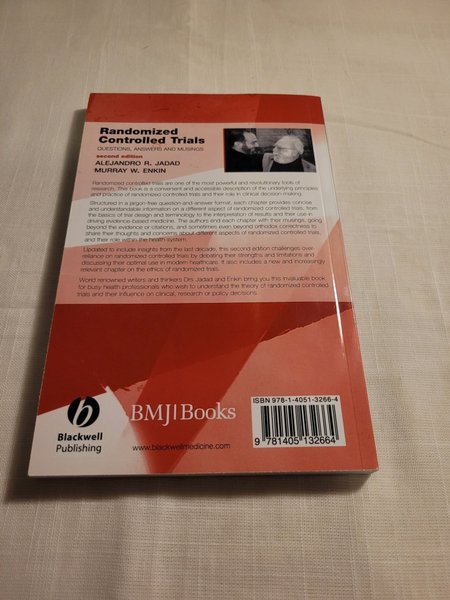 Randomized
Controlled Trials
QUESTIONS, ANSWERS AND MUSINGS
second edition
ALEJANDRO R. JADAD
MURRAY W. ENKIN
Randomized controlled trials are one of the most powerful and revolutionary tools of
research. This book is a convenient and accessible description of the underlying principles
and practice of randomized controlled trials and their role in clinical decision-making.
Structured in a jargon-free question-and-answer format, each chapter provides concise
and understandable information on a different aspect of randomized controlled trials, from
the basics of trial design and terminology to the interpretation of results and their use in
driving evidence-based medicine. The authors end each chapter with their musings, going
beyond the evidence or citations, and sometimes even beyond orthodox correctness to
share their thoughts and concerns about different aspects of randomized controlled trials,
and their role within the health system.
Updated to include insights from the last decade, this second edition challenges over-
reliance on randomized controlled trials by debating their strengths and limitations and
discussing their optimal use in modern healthcare. It also includes a new and increasingly
relevant chapter on the ethics of randomized trials.
World renowned writers and thinkers Drs Jadad and Enkin bring you this invaluable book
for busy health professionals who wish to understand the theory of randomized controlled
trials and their influence on clinical, research or policy decisions.
ISBN 978-1-4051-3266-4
9 781405 132664
b
Blackwell
Publishing
BMJ|Books
www.blackwellmedicine.com